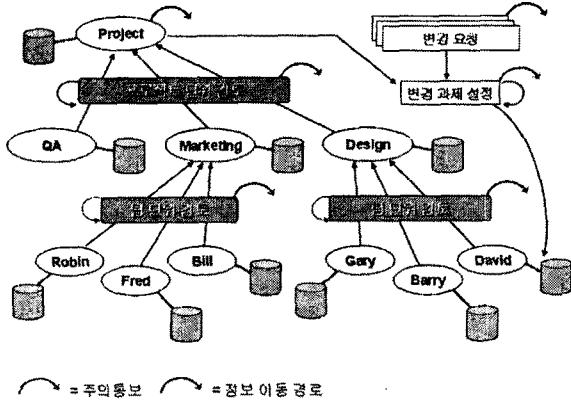 Project
변경 요청
변경 과제 설정
QA
Marketing
Design
Robin
Fred
Bill
Gary
Barry
David
= 주의통보
= 정보 이동 경로